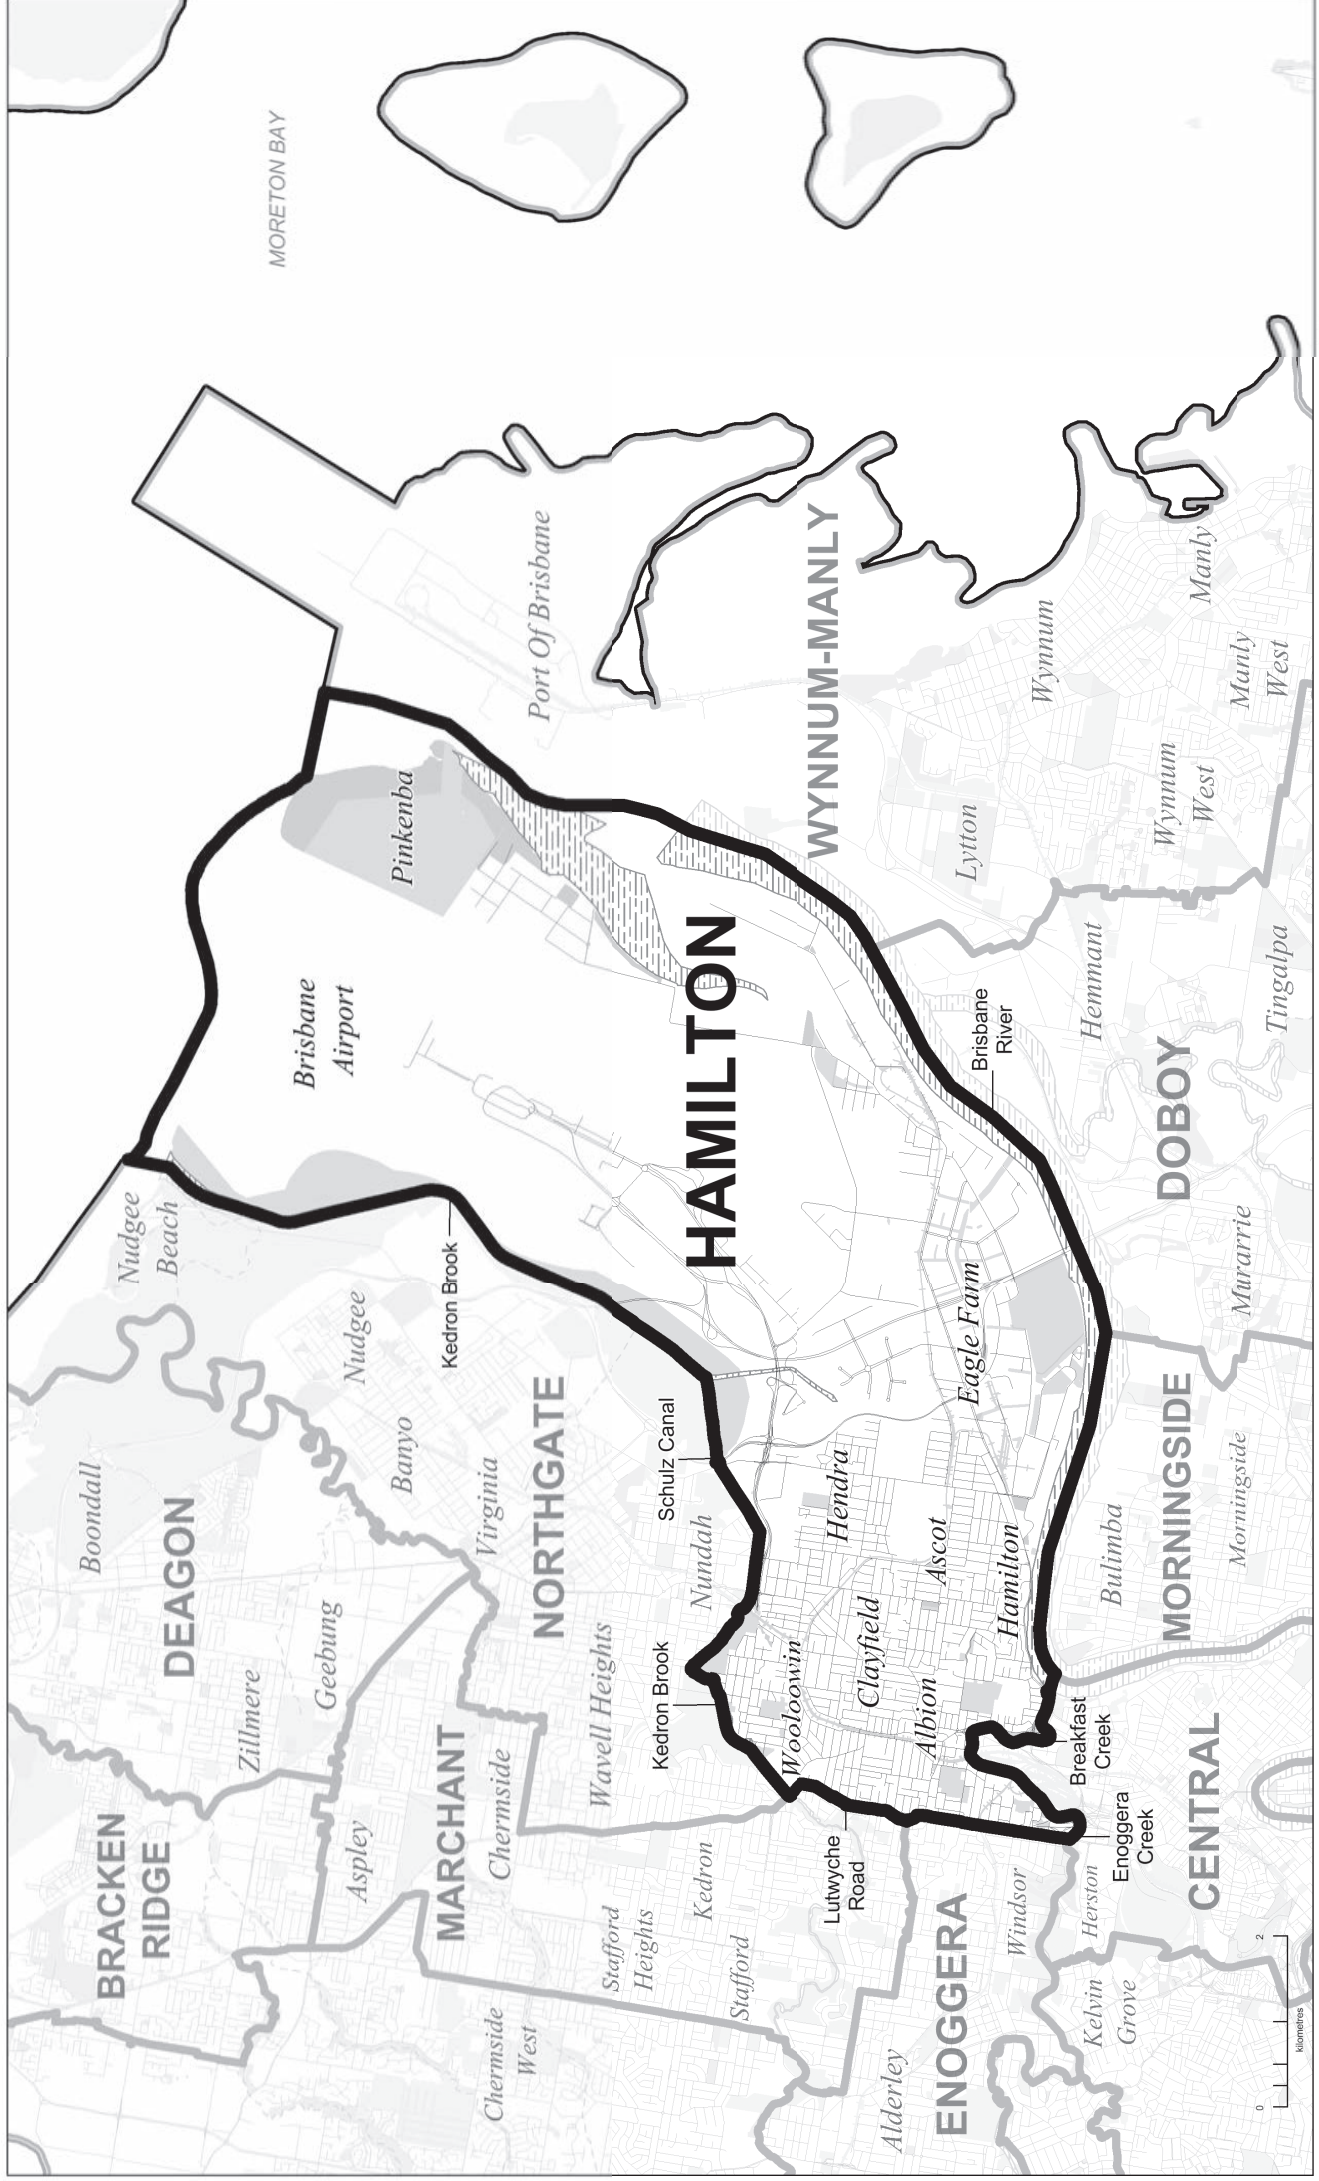 MORETON BAY
Nudgee
Beach
Brisbane
Airport
Pinkenba
Port Of Brisbane
Boondall
DEAGON
Nudgee
Kedron Brook
Banyo
Virginia
NORTHGATE
Geebung
Zillmere
BRACKEN
RIDGE
Aspley
MARCHANT
Chermside
Wavell Heights
Chermside
West
Stafford
Heights
Kedron
Stafford
Nundah
Schulz Canal
Kedron Brook
HAMILTON
WYNNUM-MANLY
Wynnum
Manly
Manly
West
Wynnum
West
Lytton
Hemmant
Tingalpa
DOBOY
Brisbane
River
Murarrie
Eagle Farm
Hendra
Ascot
Hamilton
Clayfield
Wooloowin
Albion
Lutwyche
Road
Breakfast
Creek
Enoggera
Creek
Bulimba
MORNINGSIDE
Morningside
CENTRAL
Windsor
Herston
ENOGGERA
Kelvin
Grove
Alderley
0
2
kilometres